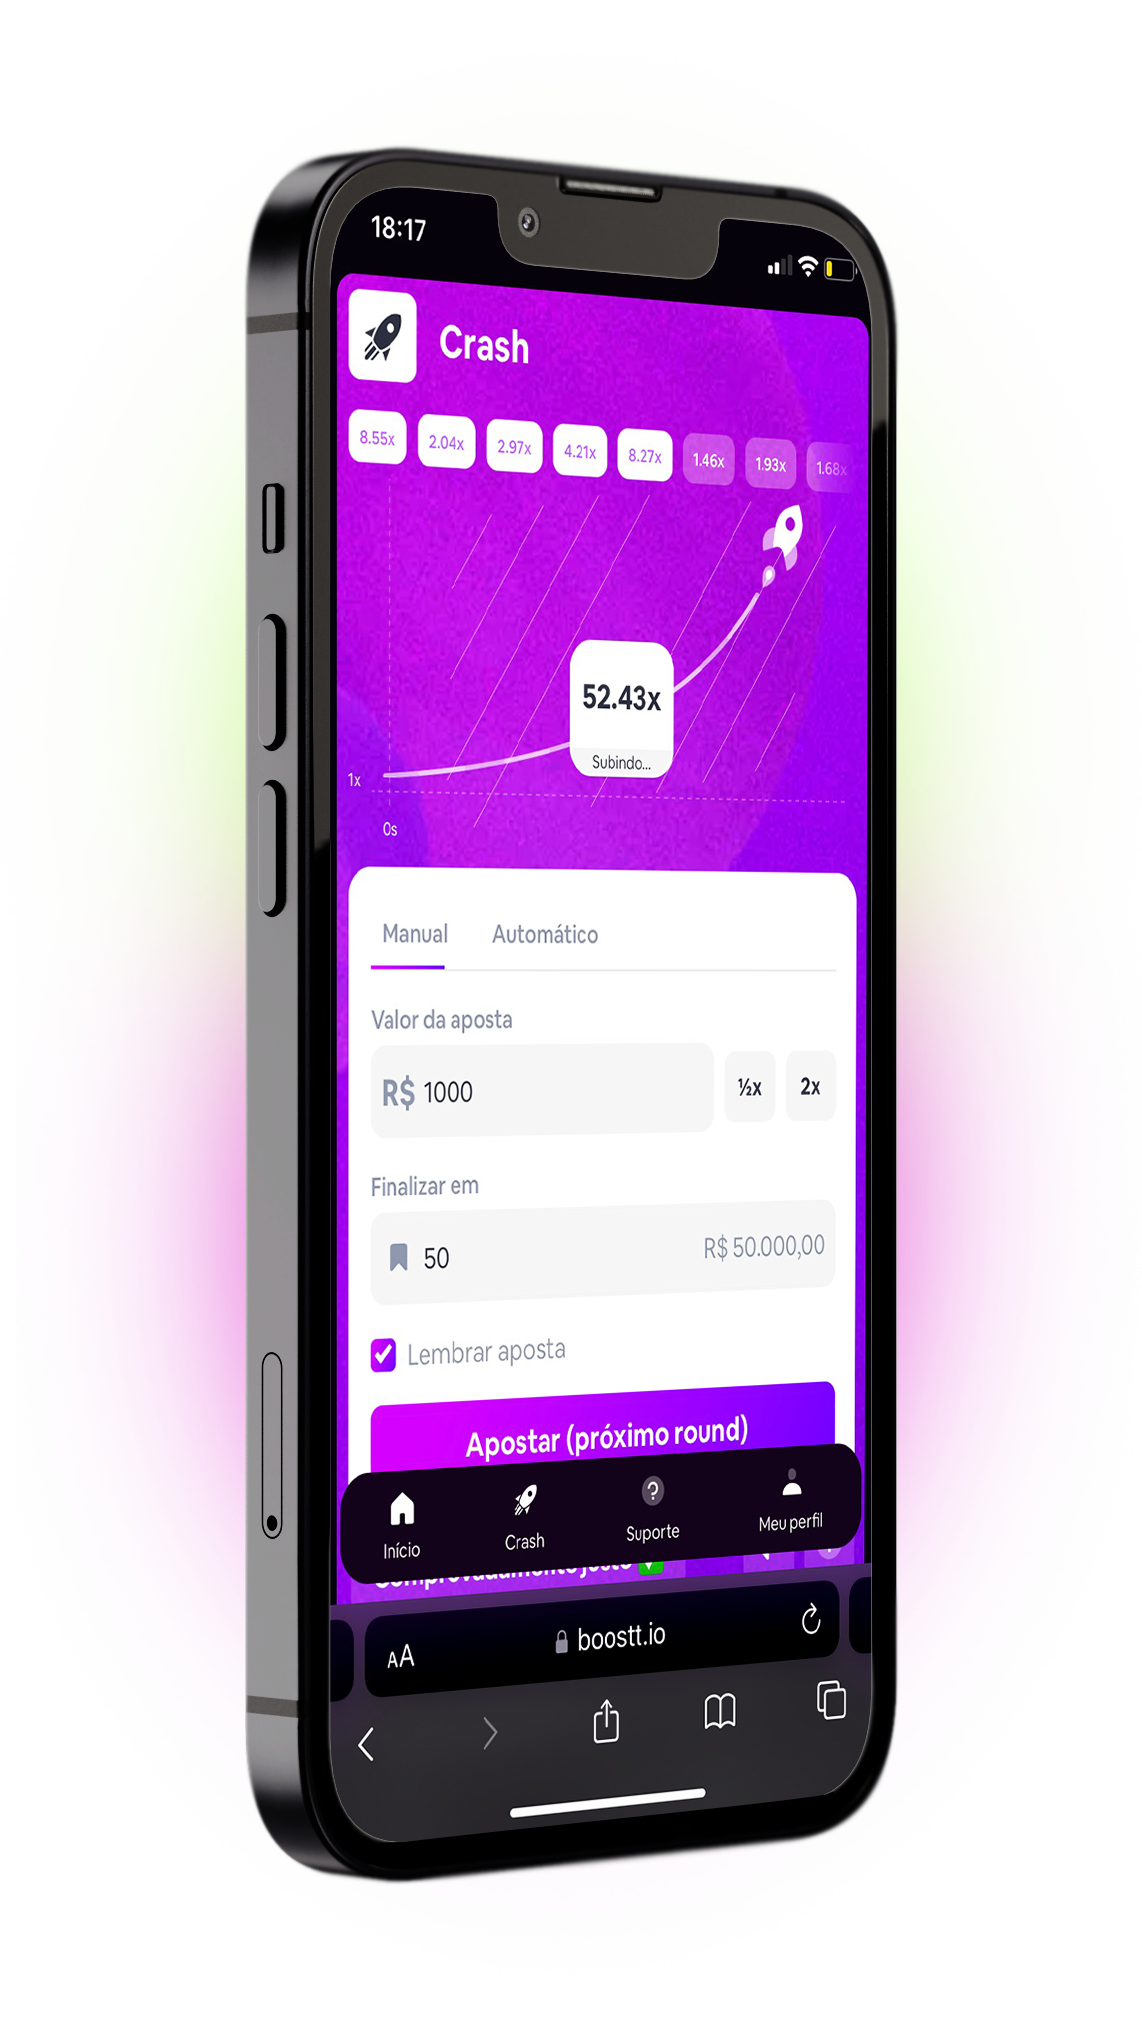 18:17
Crash
8.55x 2.04x 2.97x 4.21x 8.27x 1.46x 1.93x 1.68x
52.43x
Subindo...
1x
0s
Manual Automático
Valor da aposta
R$ 1000 ½x 2x
Finalizar em
50 R$ 50.000,00
Lembrar aposta
Apostar (próximo round)
Início Crash Suporte Meu perfil
Comprovadamente justo
AA boostt.io